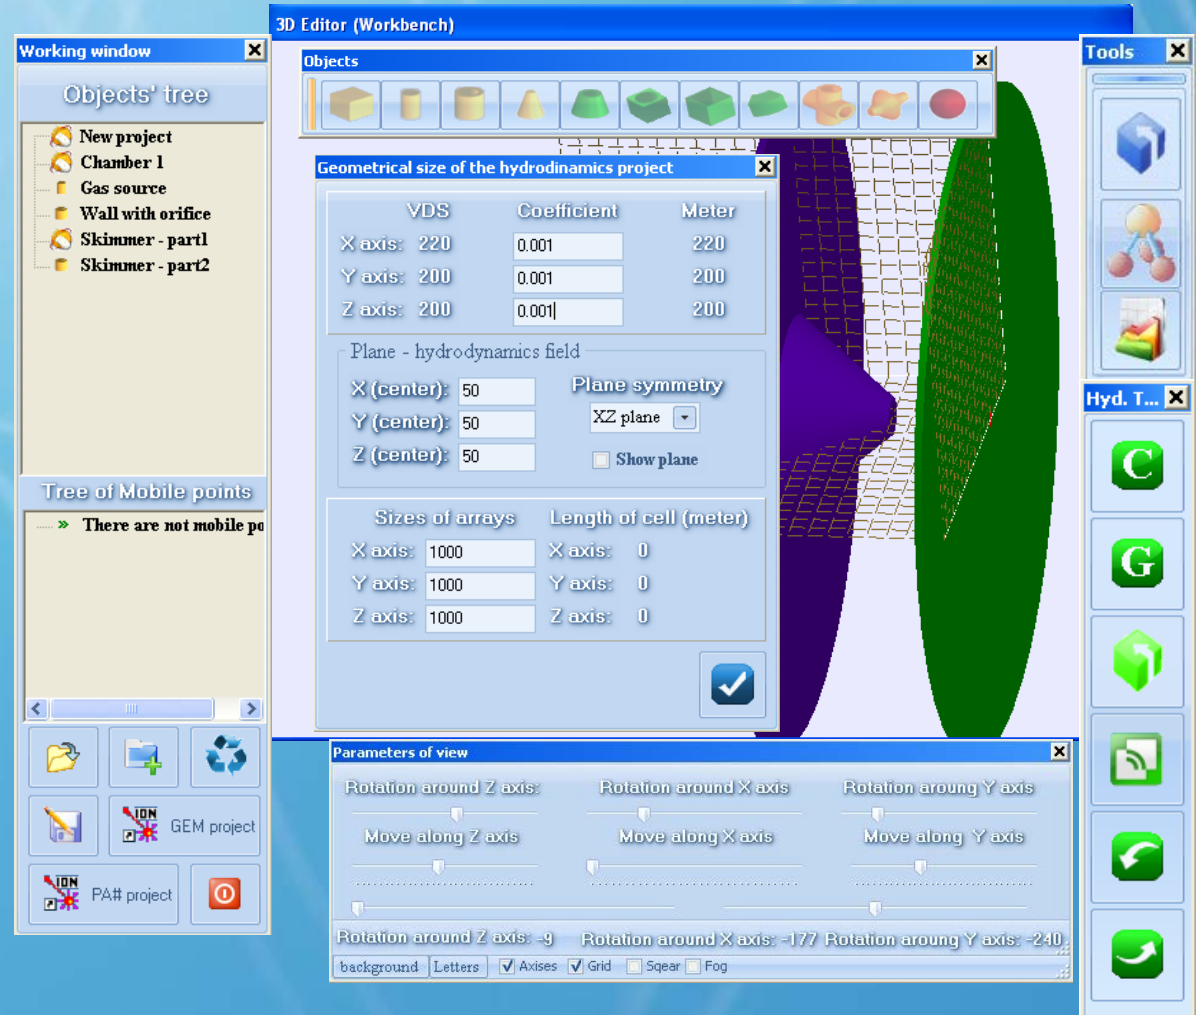 3D Editor (Workbench)
Working window
Objects' tree
New project
Chamber 1
Gas source
Wall with orifice
Skimmer - part1
Skimmer - part2
Tree of Mobile points
» There are not mobile po
ION
GEM project
ION
PA# project
Objects
Geometrical size of the hydrodinamics project
VDS Coefficient Meter
X axis: 220 0.001 220
Y axis: 200 0.001 200
Z axis: 200 0.001 200
Plane - hydrodynamics field
X (center): 50 Plane symmetry
Y (center): 50 XZ plane
Z (center): 50 Show plane
Sizes of arrays Length of cell (meter)
X axis: 1000 X axis: 0
Y axis: 1000 Y axis: 0
Z axis: 1000 Z axis: 0
Parameters of view
Rotation around Z axis: Rotation around X axis Rotation aroung Y axis
Move along Z axis Move along X axis Move along Y axis
Rotation around Z axis: -9 Rotation around X axis: -177 Rotation aroung Y axis: -240
background Letters Axises Grid Sqear Fog
Tools
Hyd. T...
C
G